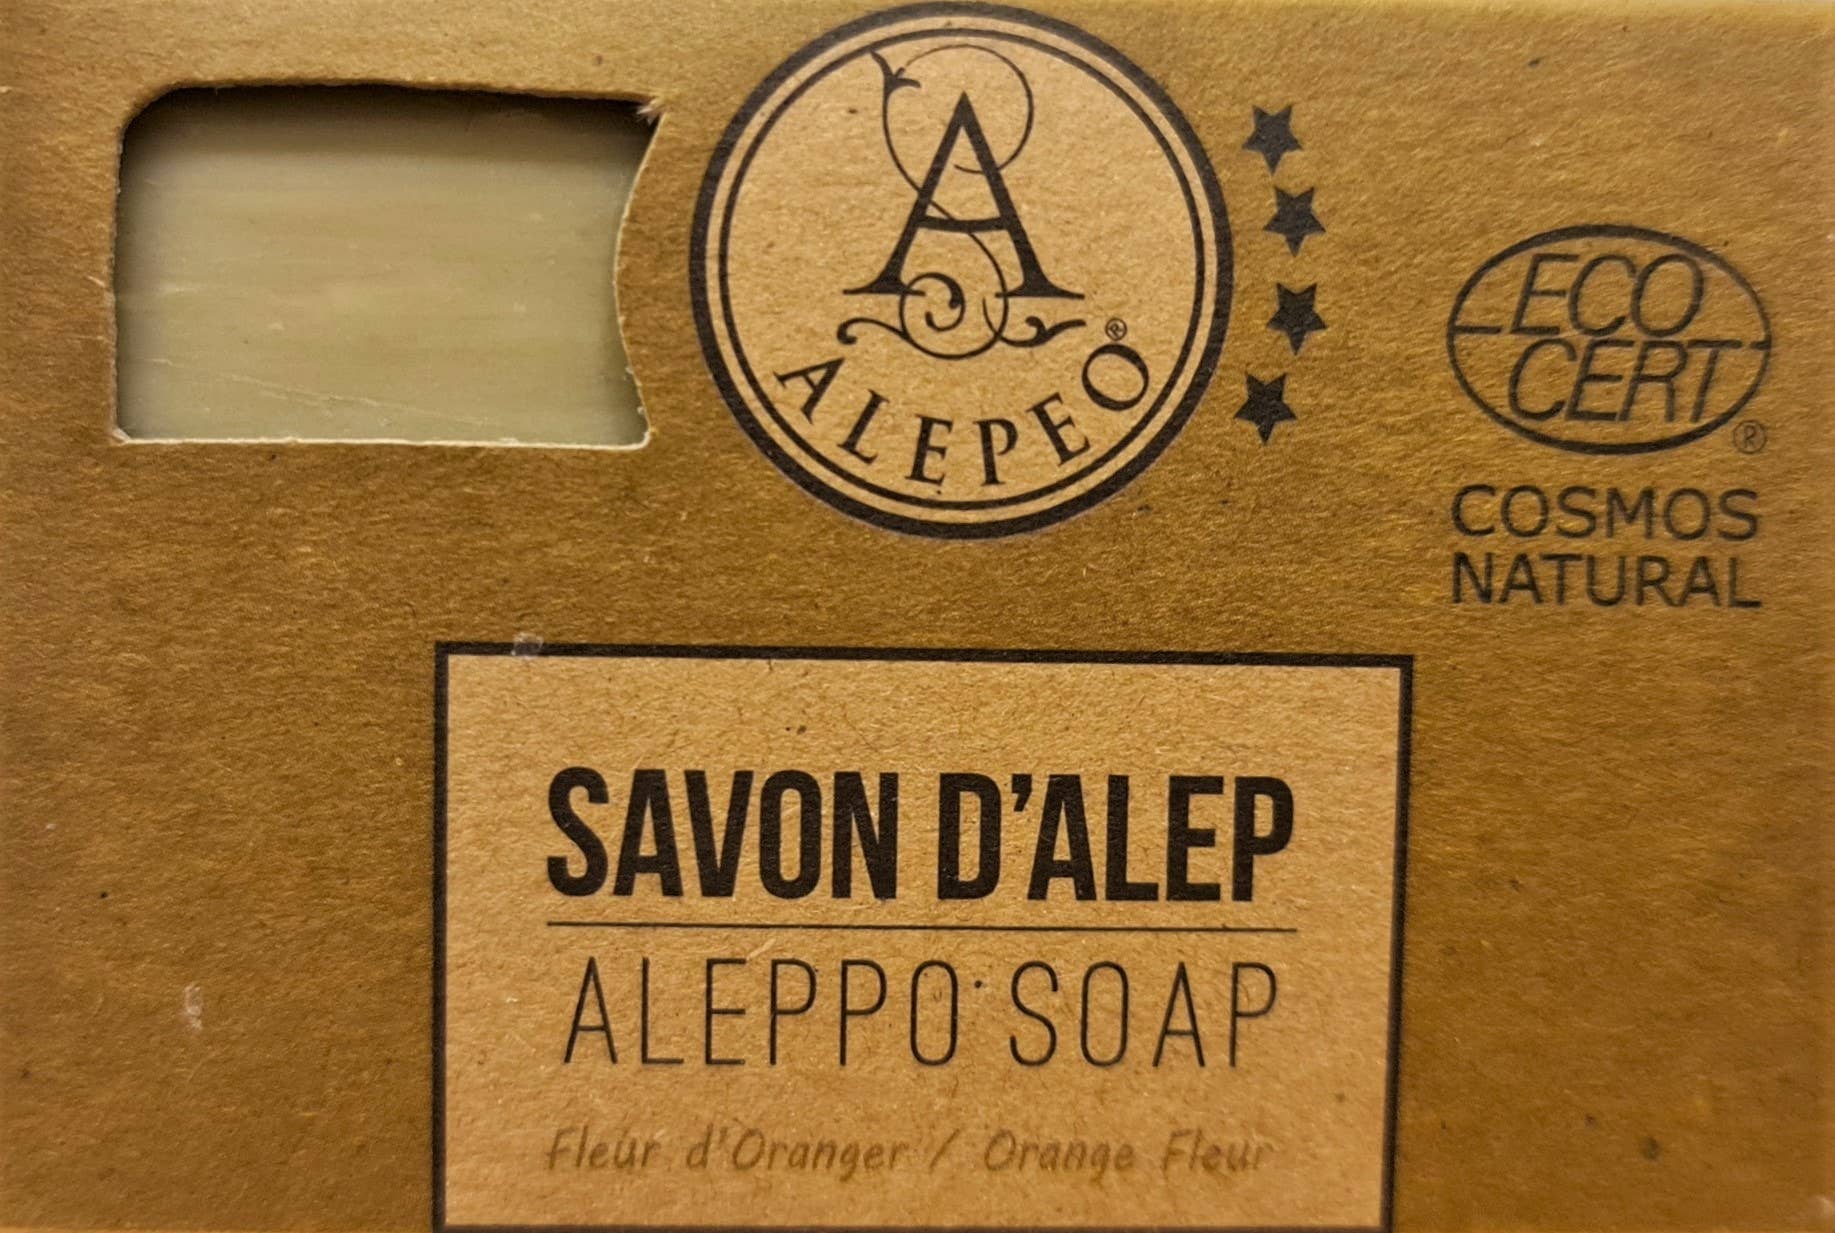 A
ALEPEO®
ECO
CERT®
COSMOS
NATURAL
SAVON D'ALEP
ALEPPO SOAP
Fleur d'Oranger / Orange Fleur